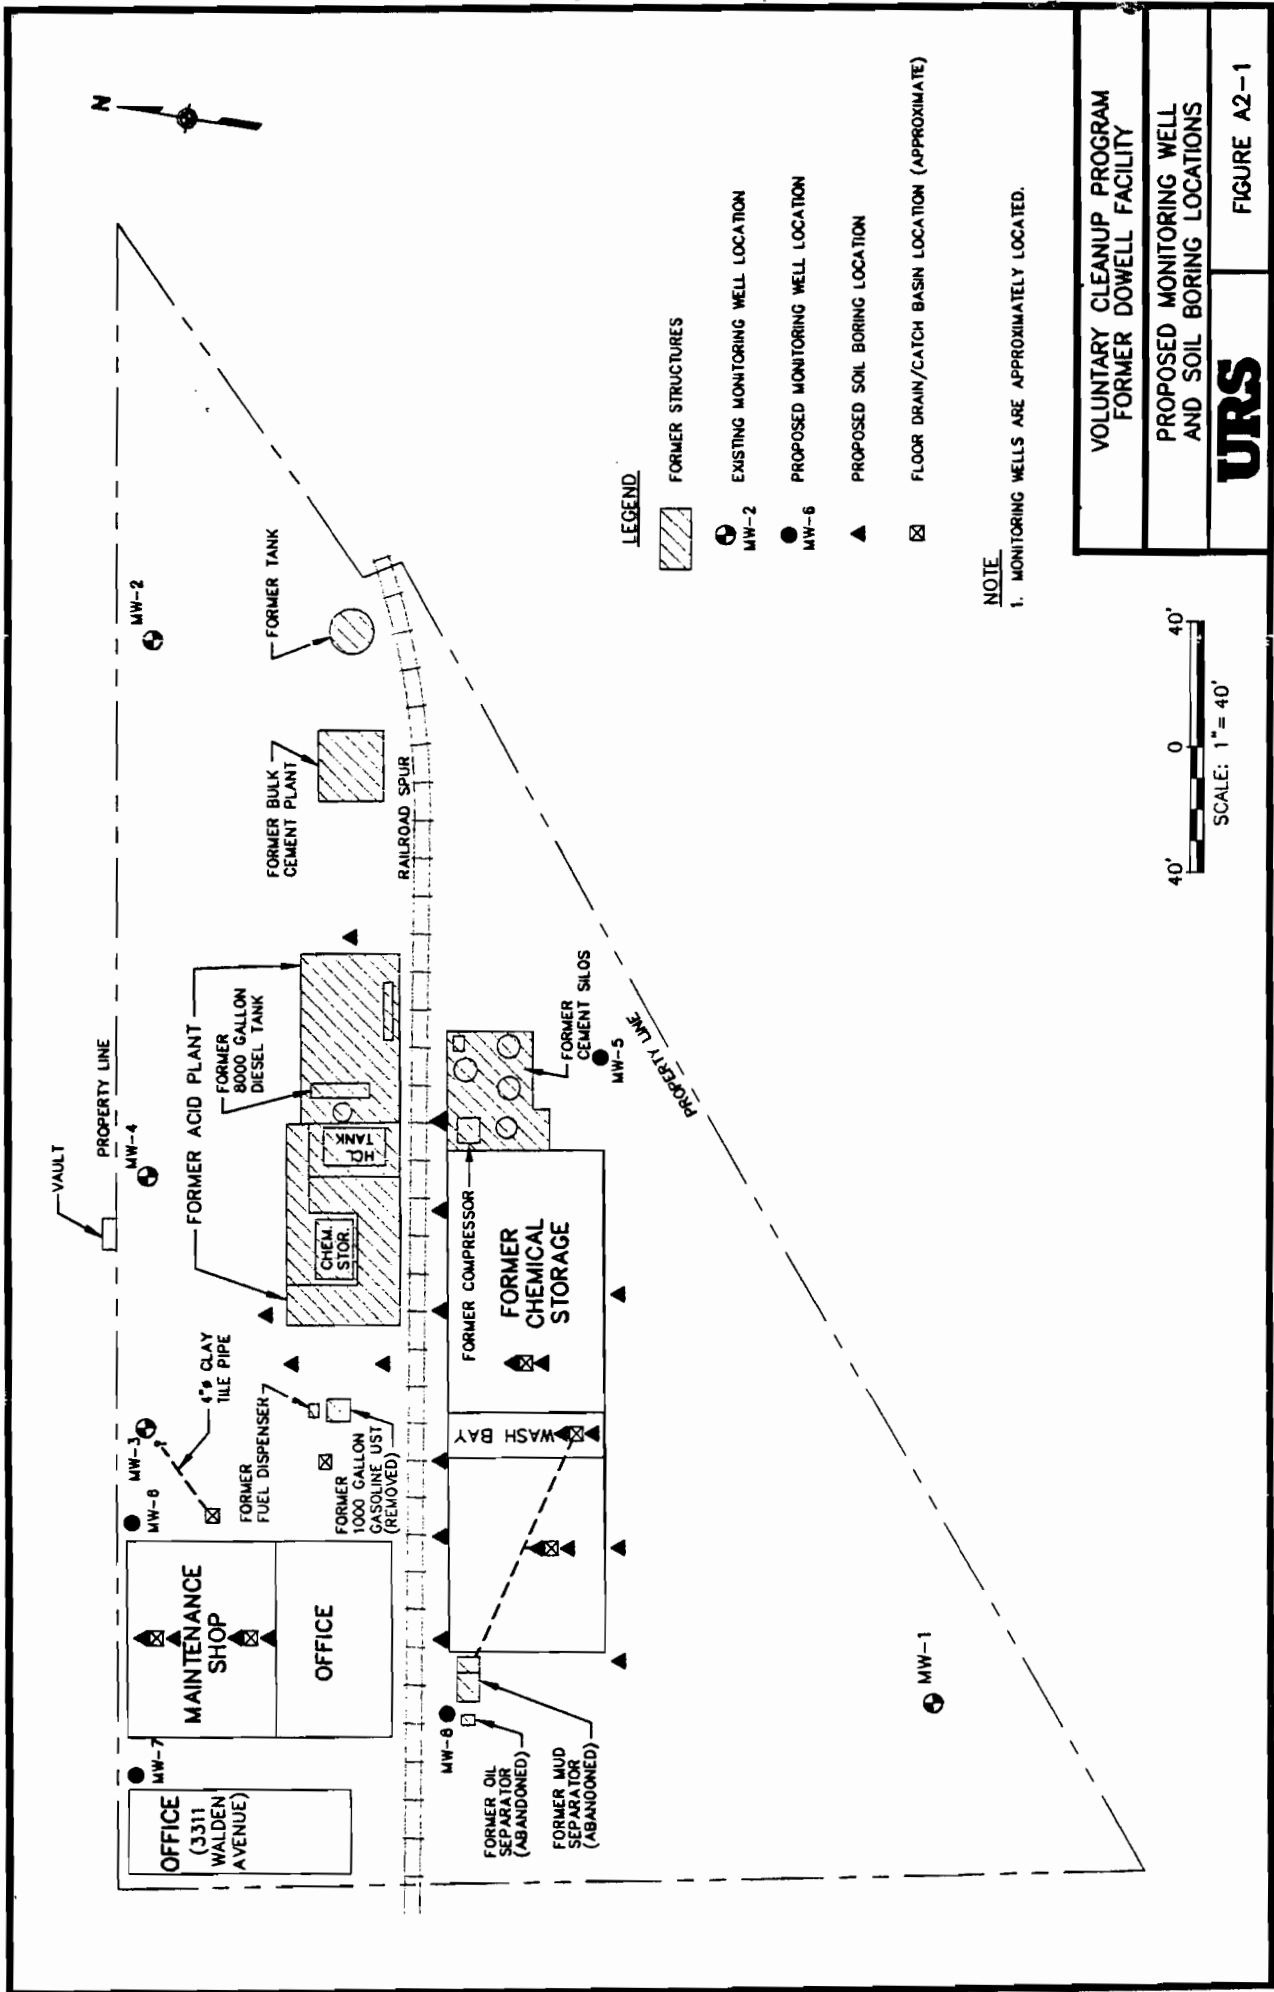 N
VAULT
PROPERTY LINE
MW-4
MW-2
MW-3
MW-6
MW-7
4"ø CLAY
TILE PIPE
FORMER ACID PLANT
FORMER
8000 GALLON
DIESEL TANK
FORMER BULK
CEMENT PLANT
FORMER TANK
OFFICE
(3311
WALDEN
AVENUE)
MAINTENANCE
SHOP
OFFICE
FORMER
FUEL DISPENSER
FORMER
1000 GALLON
GASOLINE UST
(REMOVED)
CHEM.
STOR.
HCL
TANK
RAILROAD SPUR
MW-8
FORMER OIL
SEPARATOR
(ABANDONED)
FORMER MUD
SEPARATOR
(ABANDONED)
WASH BAY
FORMER COMPRESSOR
FORMER
CHEMICAL
STORAGE
FORMER
CEMENT SILOS
MW-5
PROPERTY LINE
MW-1
LEGEND
FORMER STRUCTURES
MW-2
EXISTING MONITORING WELL LOCATION
MW-6
PROPOSED MONITORING WELL LOCATION
PROPOSED SOIL BORING LOCATION
FLOOR DRAIN/CATCH BASIN LOCATION (APPROXIMATE)
NOTE
1. MONITORING WELLS ARE APPROXIMATELY LOCATED.
40' 0 40'
SCALE: 1"= 40'
VOLUNTARY CLEANUP PROGRAM
FORMER DOWELL FACILITY
PROPOSED MONITORING WELL
AND SOIL BORING LOCATIONS
URS
FIGURE A2-1